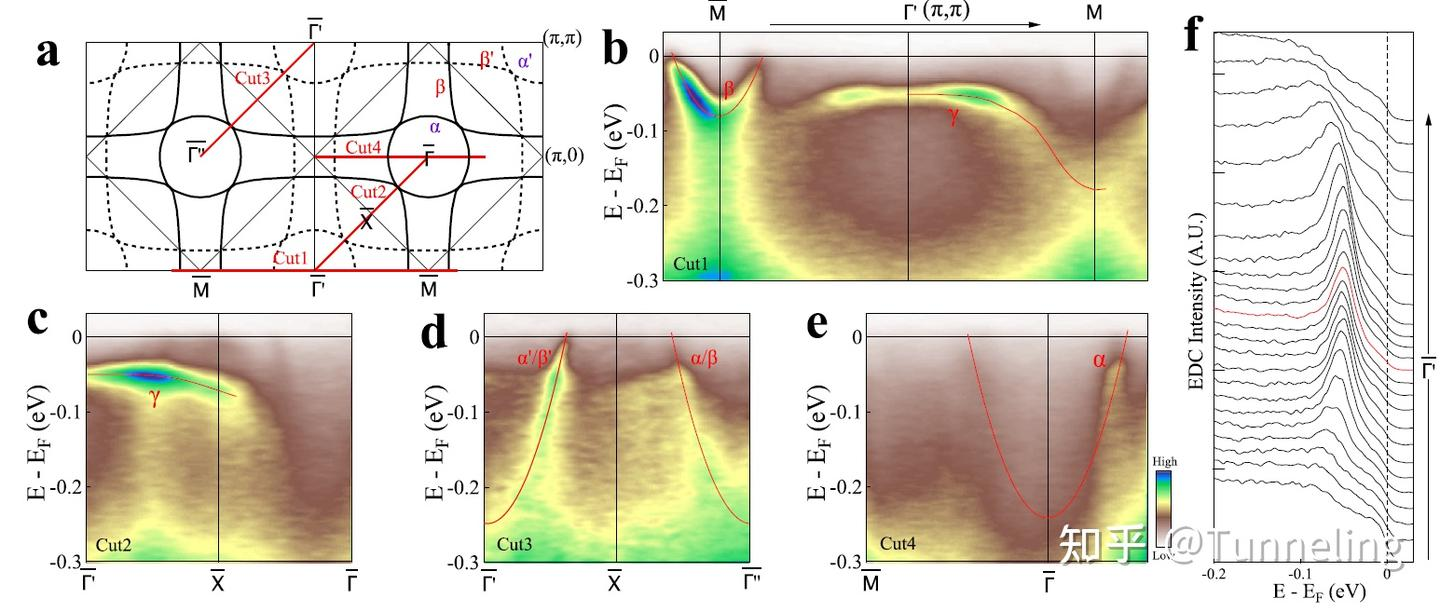 a
Γ̅'
(π,π)
Cut3
β'
α'
β
α
Γ̅"
Cut4
Γ̅
(π,0)
Cut2
X̅
Cut1
M̅
Γ̅'
M̅
b
M̅
Γ' (π,π)
M
E - E_F (eV)
0
-0.1
-0.2
-0.3
β
γ
Cut1
c
E - E_F (eV)
0
-0.1
-0.2
-0.3
γ
Cut2
Γ̅'
X̅
Γ̅
d
E - E_F (eV)
0
-0.1
-0.2
-0.3
α'/β'
α/β
Cut3
Γ̅'
X̅
Γ̅"
e
E - E_F (eV)
0
-0.1
-0.2
-0.3
α
Cut4
M̅
Γ̅
High
Low
f
EDC Intensity (A.U.)
Γ̅'
-0.2
-0.1
0
E - E_F (eV)
知乎 @Tunneling